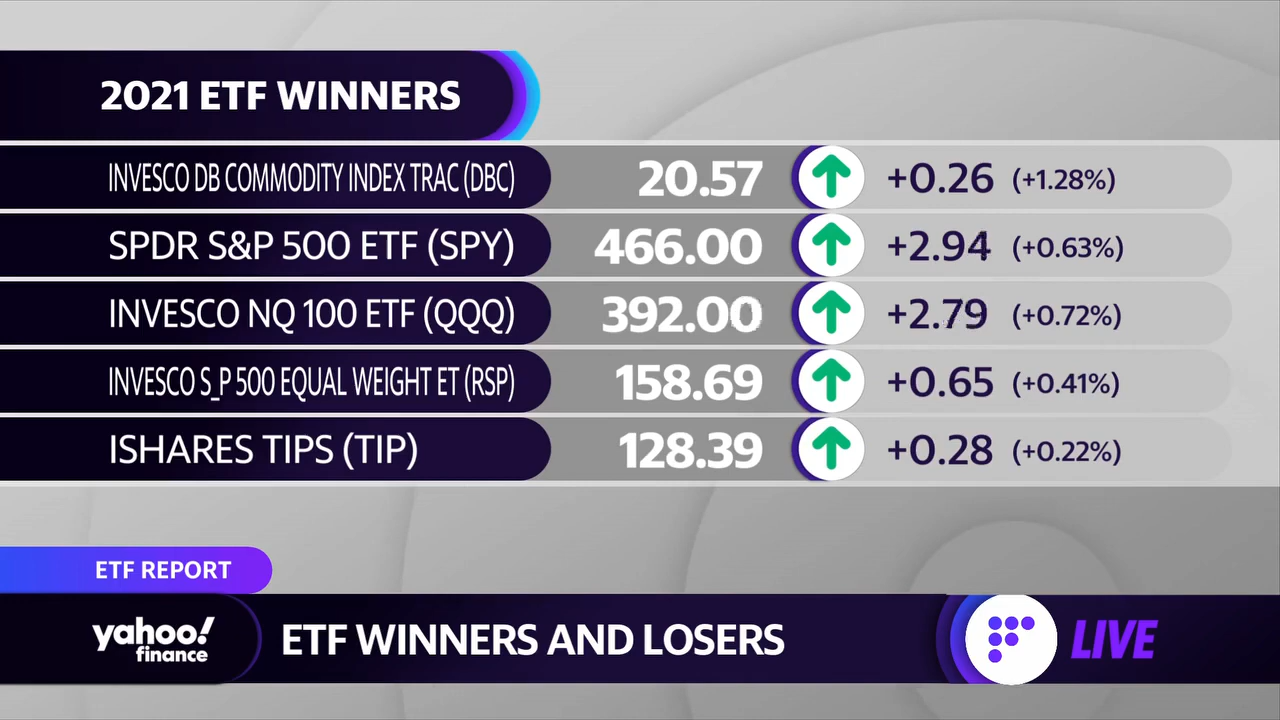 2021 ETF WINNERS
INVESCO DB COMMODITY INDEX TRAC (DBC) 20.57 +0.26 (+1.28%)
SPDR S&P 500 ETF (SPY) 466.00 +2.94 (+0.63%)
INVESCO NQ 100 ETF (QQQ) 392.00 +2.79 (+0.72%)
INVESCO S_P 500 EQUAL WEIGHT ET (RSP) 158.69 +0.65 (+0.41%)
ISHARES TIPS (TIP) 128.39 +0.28 (+0.22%)
ETF REPORT
yahoo! finance ETF WINNERS AND LOSERS LIVE